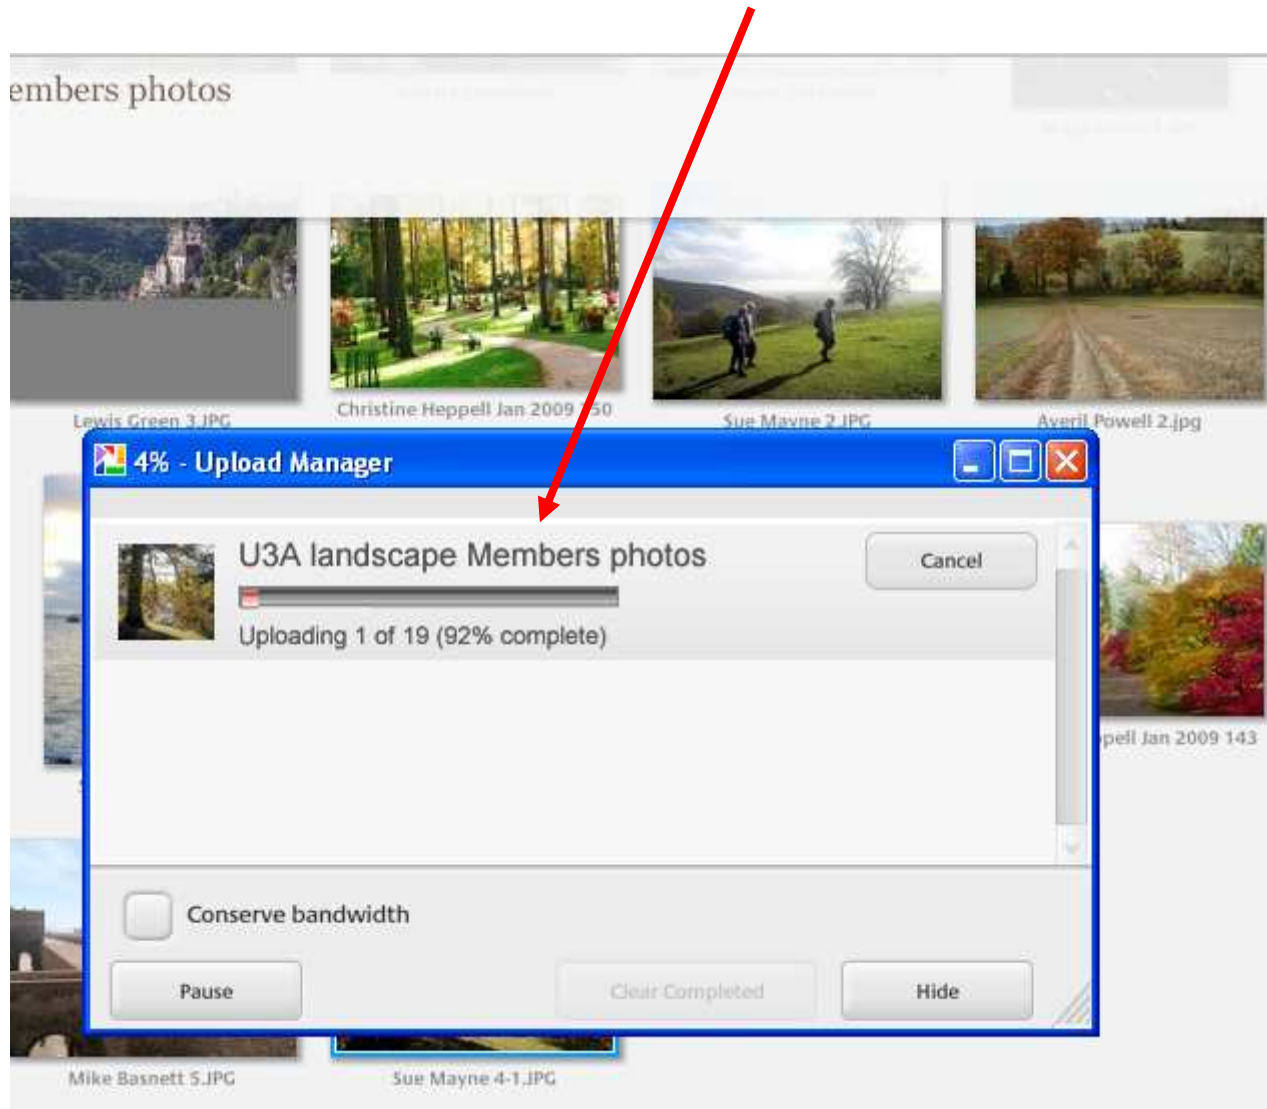 embers photos
Lewis Green 3.JPG
Christine Heppell Jan 2009 150
Sue Mayne 2.JPG
Averil Powell 2.jpg
4% - Upload Manager
U3A landscape Members photos
Cancel
Uploading 1 of 19 (92% complete)
pell Jan 2009 143
Conserve bandwidth
Pause
Clear Completed
Hide
Mike Basnett 5.JPG
Sue Mayne 4-1.JPG